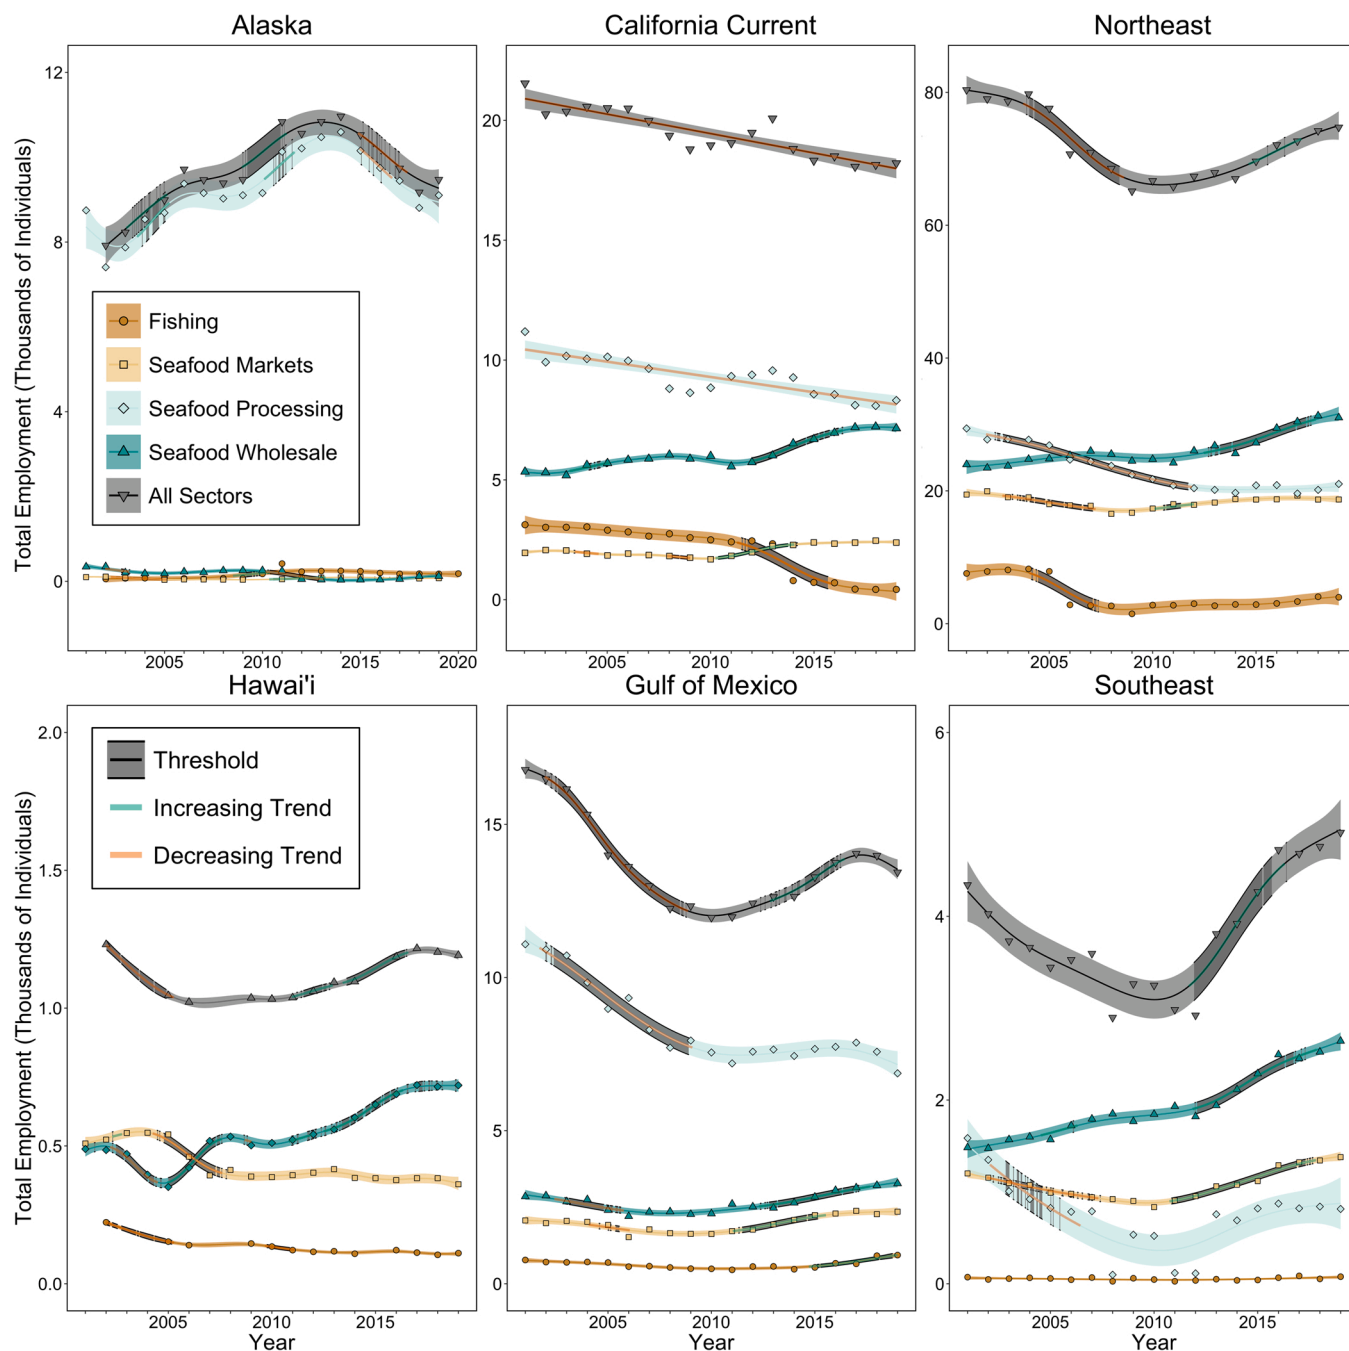 Alaska
California Current
Northeast
Total Employment (Thousands of Individuals)
12
8
4
0
Fishing
Seafood Markets
Seafood Processing
Seafood Wholesale
All Sectors
2005
2010
2015
2020
20
15
10
5
0
2005
2010
2015
80
60
40
20
0
2005
2010
2015
Hawai'i
Gulf of Mexico
Southeast
Total Employment (Thousands of Individuals)
2.0
1.5
1.0
0.5
0.0
Threshold
Increasing Trend
Decreasing Trend
2005
2010
2015
Year
15
10
5
0
2005
2010
2015
Year
6
4
2
0
2005
2010
2015
Year